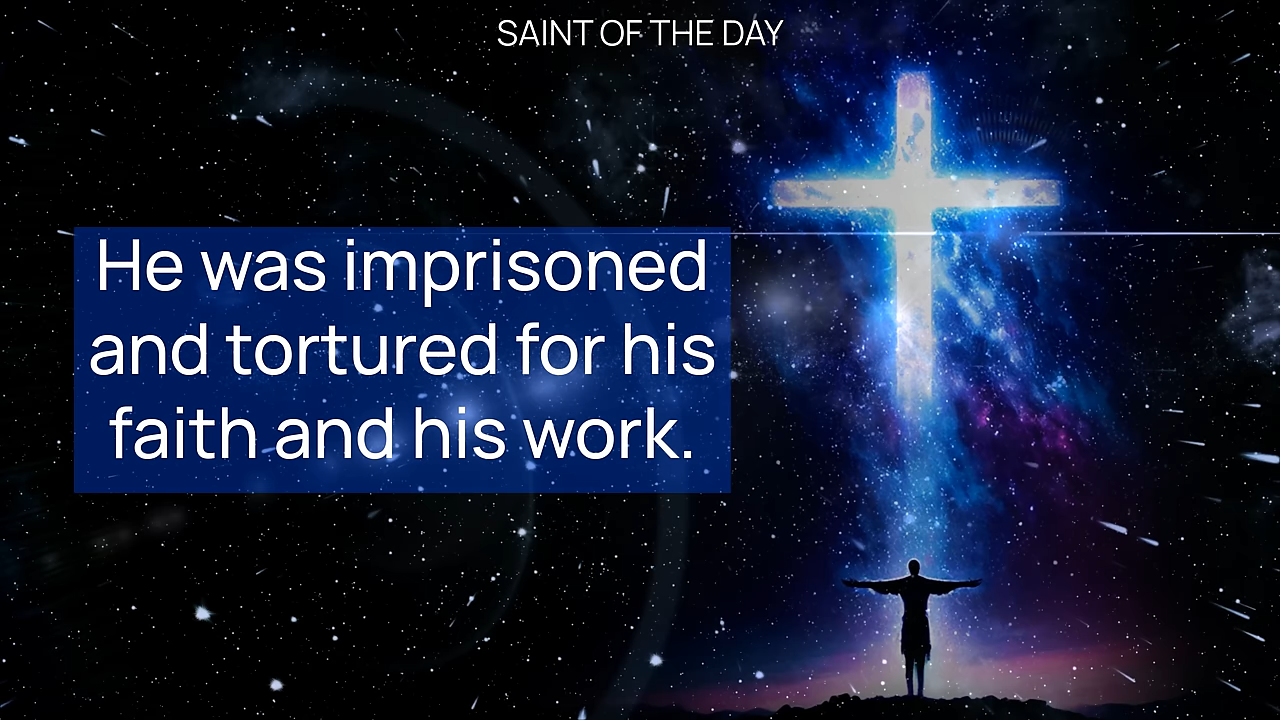 SAINT OF THE DAY
He was imprisoned
and tortured for his
faith and his work.